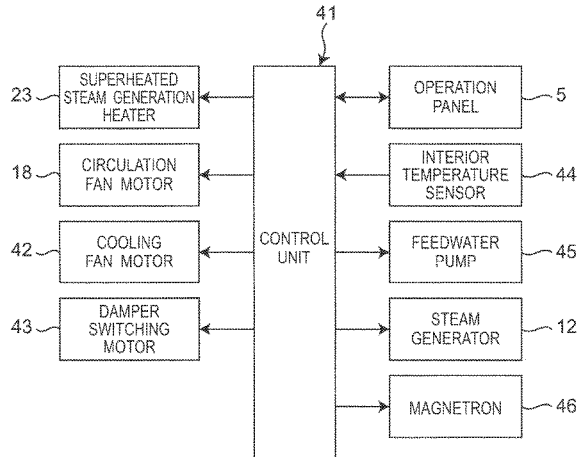 41
23
SUPERHEATED
STEAM GENERATION
HEATER
OPERATION
PANEL
5
18
CIRCULATION
FAN MOTOR
INTERIOR
TEMPERATURE
SENSOR
44
42
COOLING
FAN MOTOR
CONTROL
UNIT
FEEDWATER
PUMP
45
43
DAMPER
SWITCHING
MOTOR
STEAM
GENERATOR
12
MAGNETRON
46